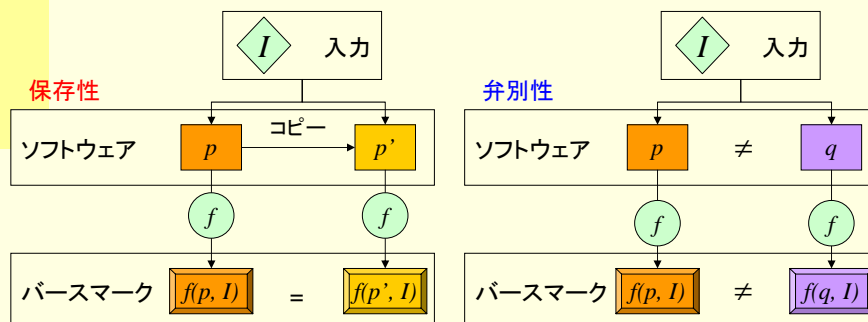 I 入力
保存性
コピー
ソフトウェア p p’
f f
バースマーク f(p, I) = f(p’, I)
I 入力
弁別性
ソフトウェア p ≠ q
f f
バースマーク f(p, I) ≠ f(q, I)